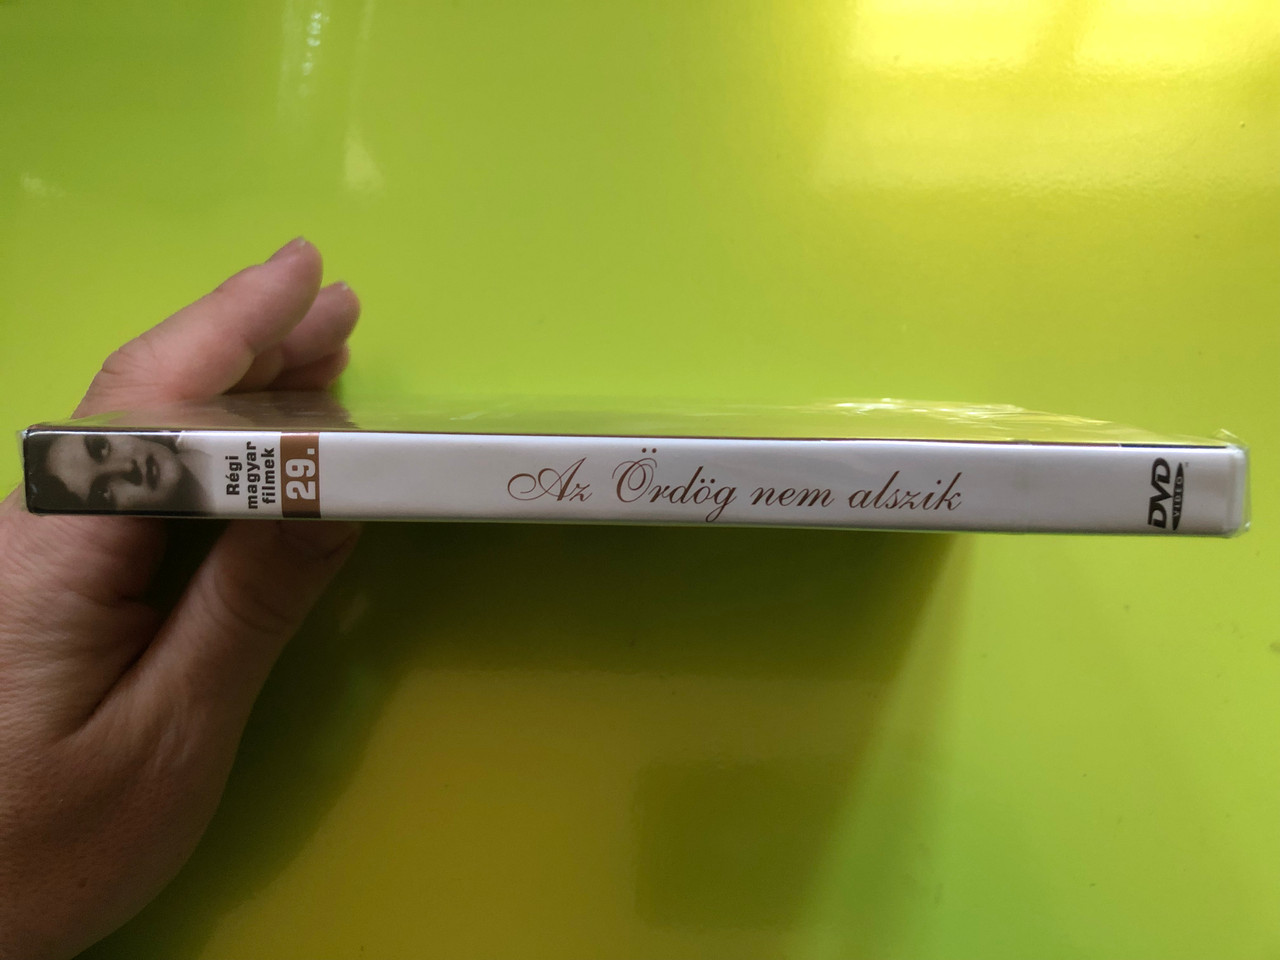 Régi
magyar
filmek
29.
Az Ördög nem alszik
DVD
VIDEO